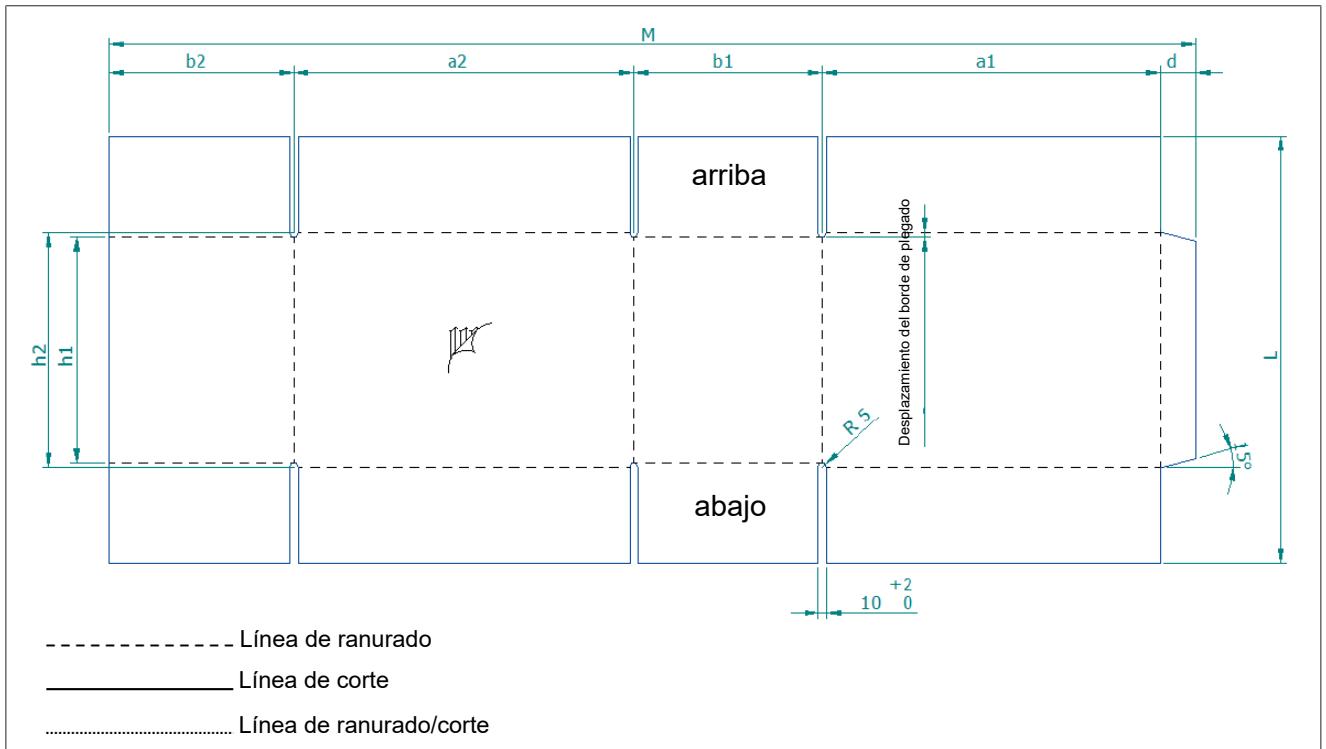 M
b2 a2 b1 a1 d
arriba
Desplazamiento del borde de plegado
h2 h1
L
R 5
15°
abajo
+2
10 0
Línea de ranurado
Línea de corte
Línea de ranurado/corte